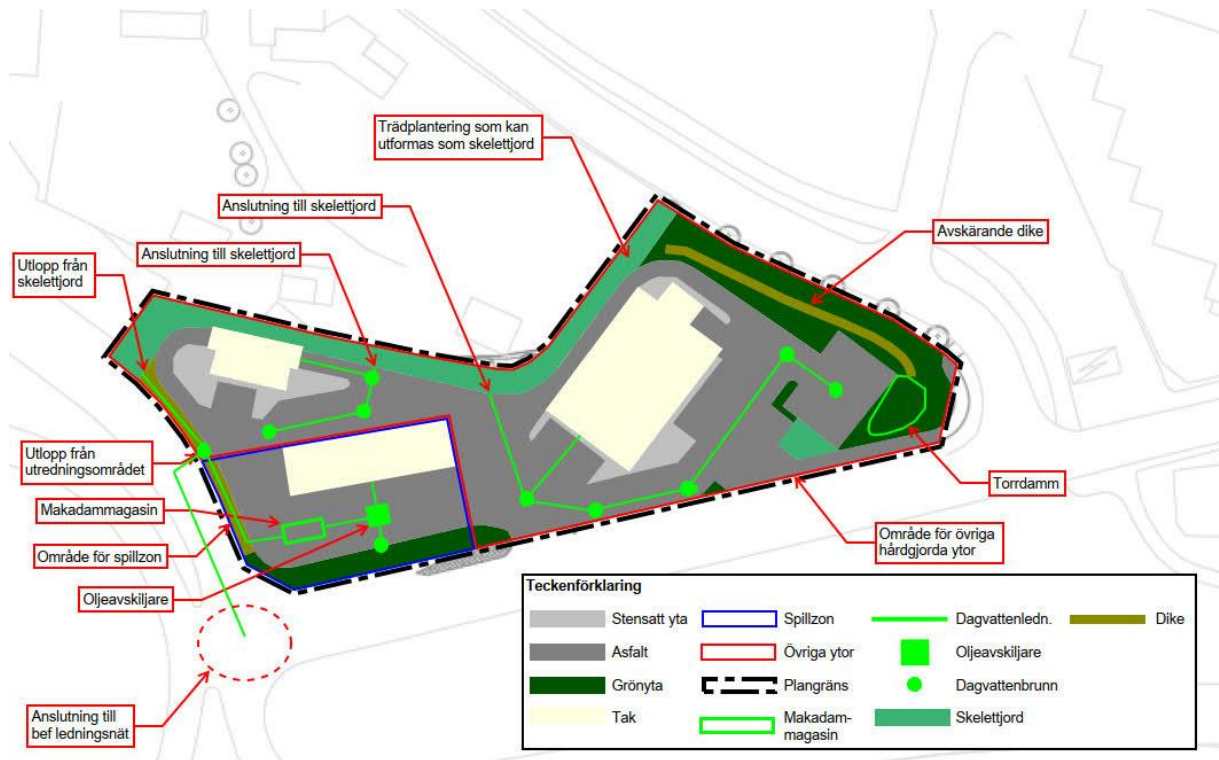 Trädplantering som kan
utformas som skelettjord
Anslutning till skelettjord
Anslutning till skelettjord
Avskärande dike
Utlopp från
skelettjord
Utlopp från
utredningsområdet
Makadammagasin
Område för spillzon
Oljeavskiljare
Torrdamm
Område för övriga
hårdgjorda ytor
Anslutning till
bef ledningsnät
Teckenförklaring
Stensatt yta
Spillzon
Dagvattenledn.
Dike
Asfalt
Övriga ytor
Oljeavskiljare
Grönyta
Plangräns
Dagvattenbrunn
Tak
Makadam-
magasin
Skelettjord